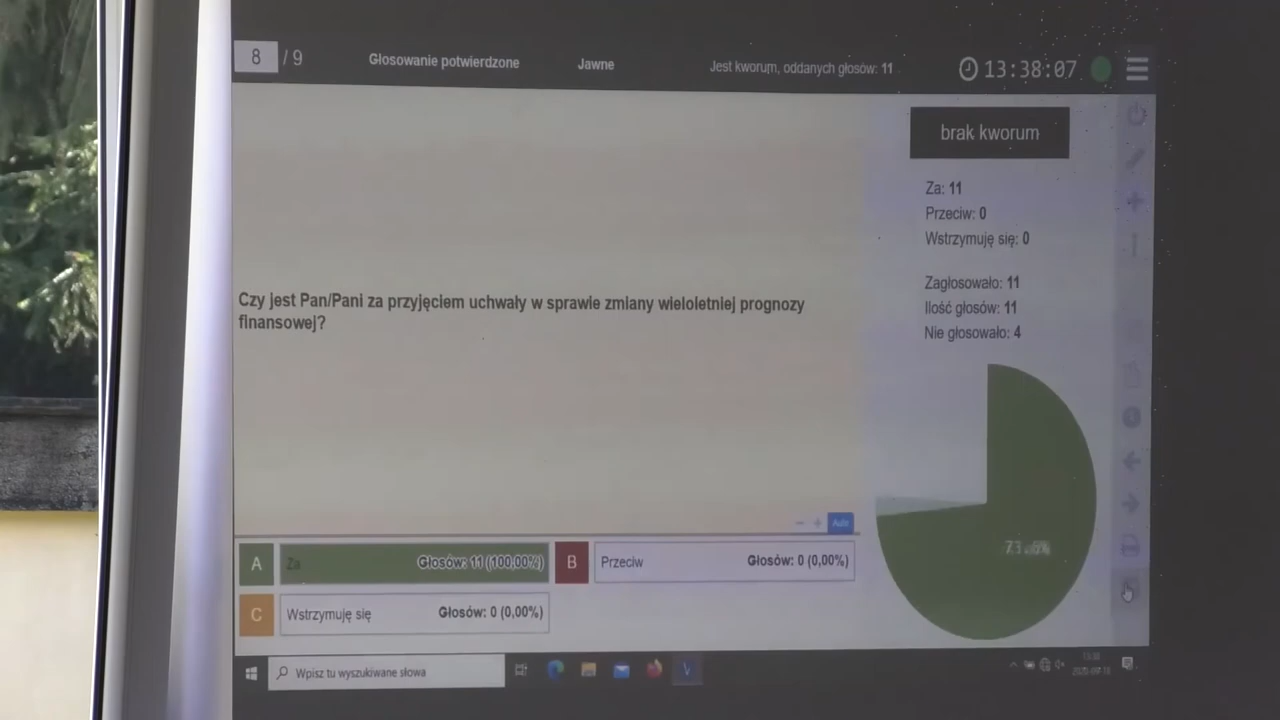 8 / 9 Głosowanie potwierdzone Jawne Jest kworum, oddanych głosów: 11 13:38:07
brak kworum
Za: 11
Przeciw: 0
Wstrzymuję się: 0
Zagłosowało: 11
Ilość głosów: 11
Nie głosowało: 4
Czy jest Pan/Pani za przyjęciem uchwały w sprawie zmiany wieloletniej prognozy
finansowej?
Auto
A Za Głosów: 11 (100,00%) B Przeciw Głosów: 0 (0,00%)
C Wstrzymuję się Głosów: 0 (0,00%)
Wpisz tu wyszukiwane słowa